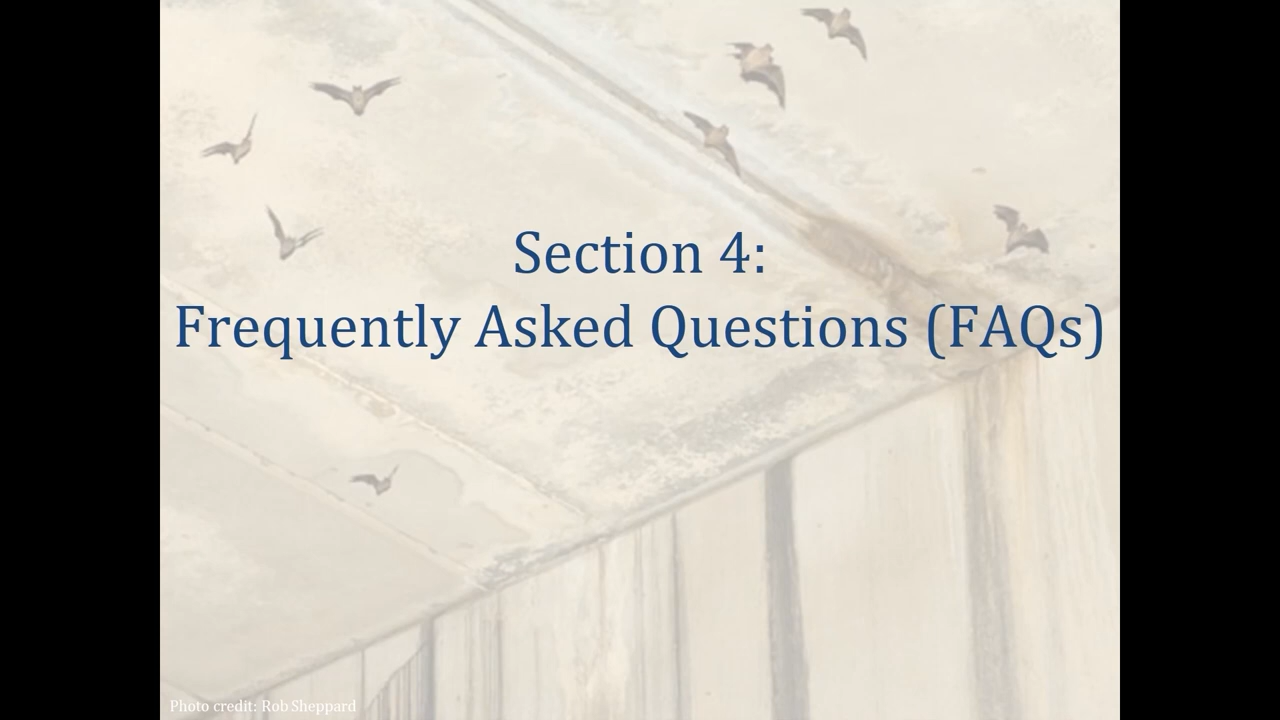 Section 4:
Frequently Asked Questions (FAQs)
Photo credit: Rob Sheppard